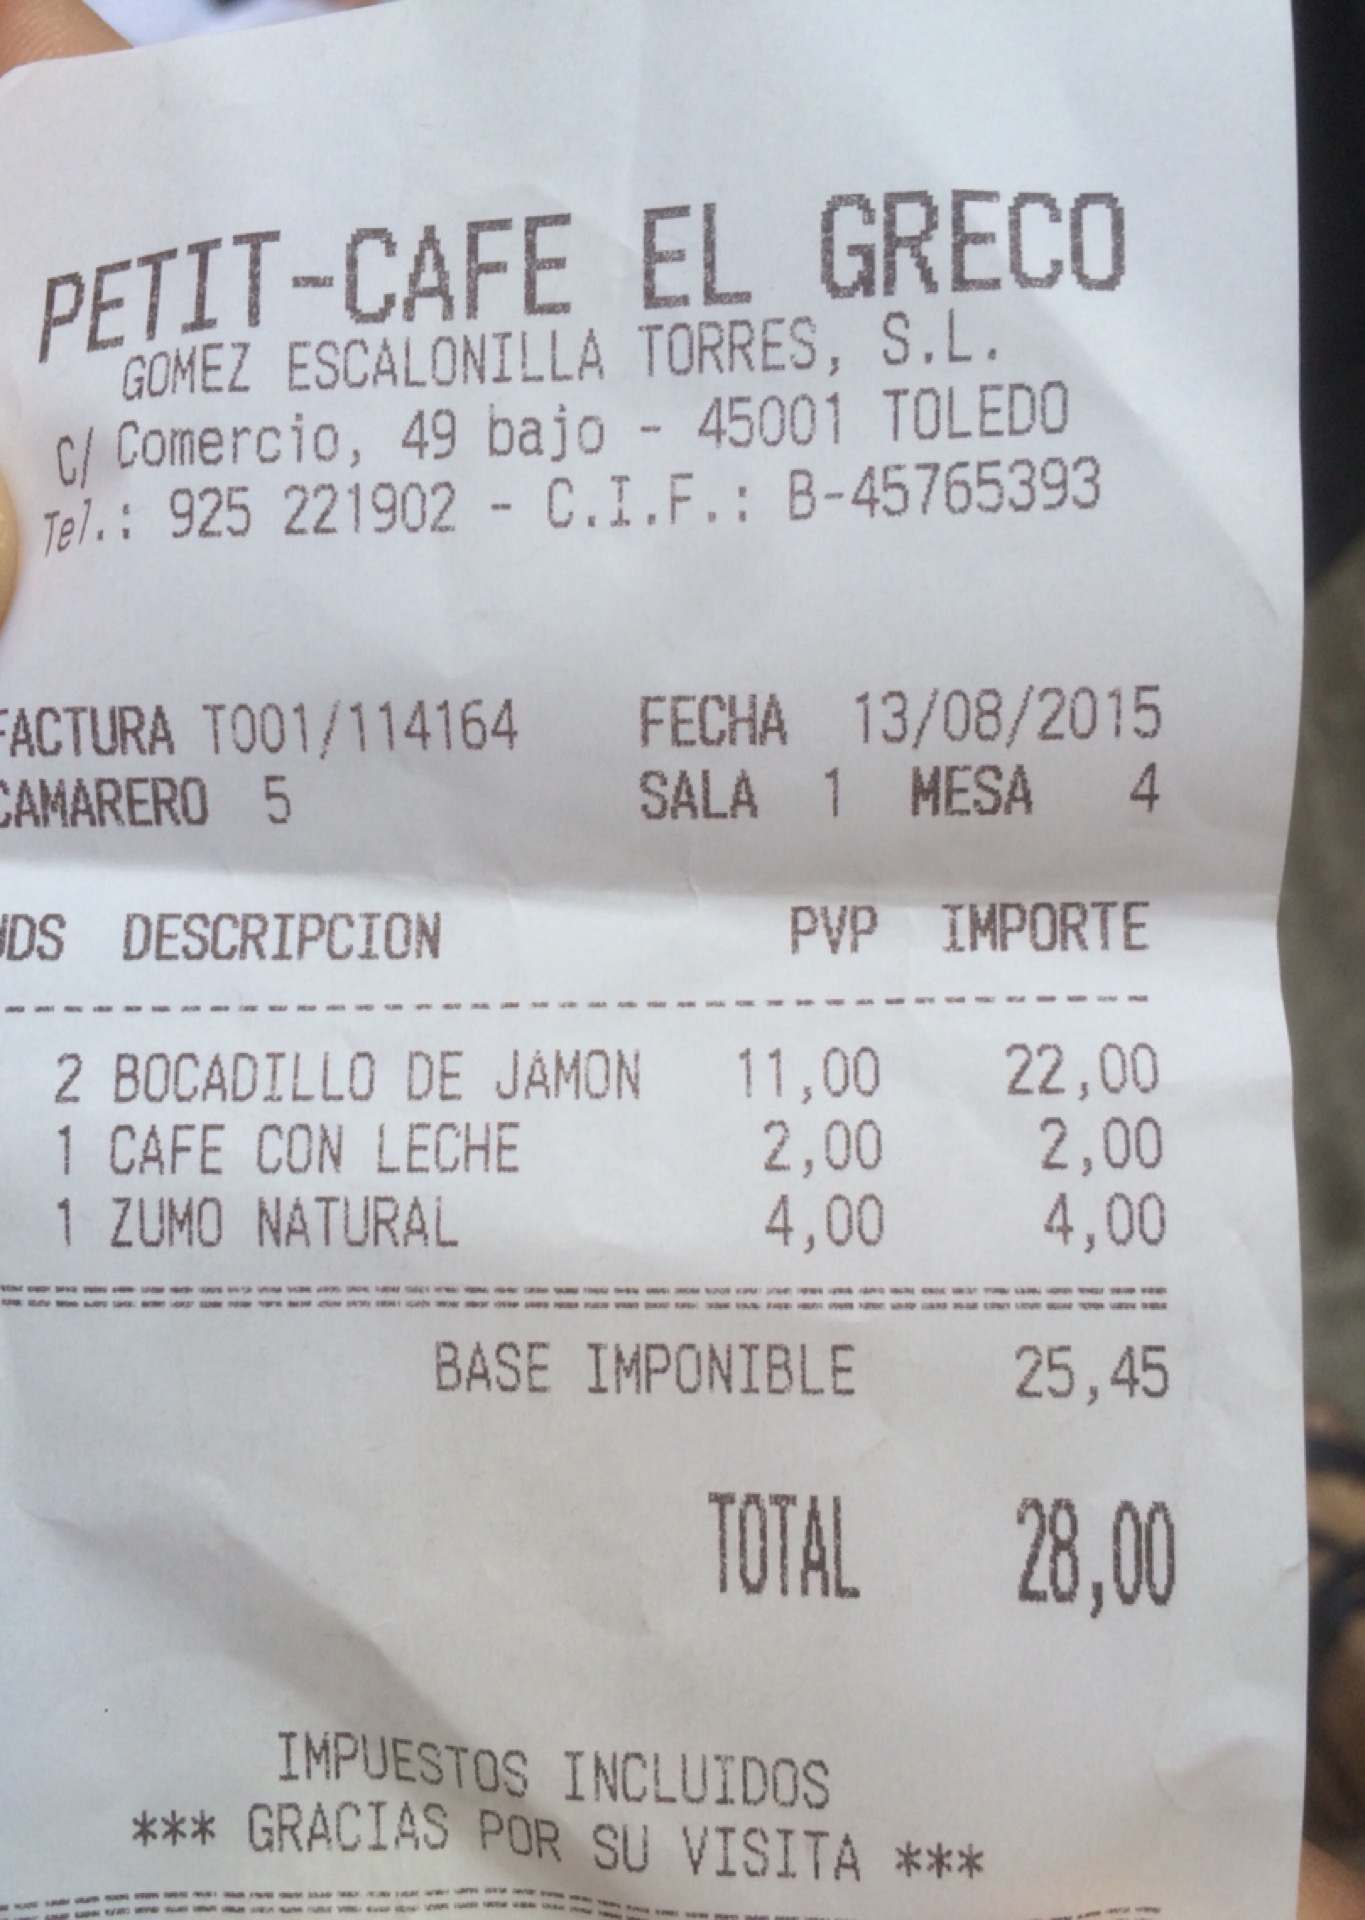 PETIT-CAFE EL GRECO
GOMEZ ESCALONILLA TORRES, S.L.
C/ Comercio, 49 bajo - 45001 TOLEDO
Tel.: 925 221902 - C.I.F.: B-45765393
FACTURA T001/114164 FECHA 13/08/2015
CAMARERO 5 SALA 1 MESA 4
UDS DESCRIPCION PVP IMPORTE
2 BOCADILLO DE JAMON 11,00 22,00
1 CAFE CON LECHE 2,00 2,00
1 ZUMO NATURAL 4,00 4,00
BASE IMPONIBLE 25,45
TOTAL 28,00
IMPUESTOS INCLUIDOS
*** GRACIAS POR SU VISITA ***